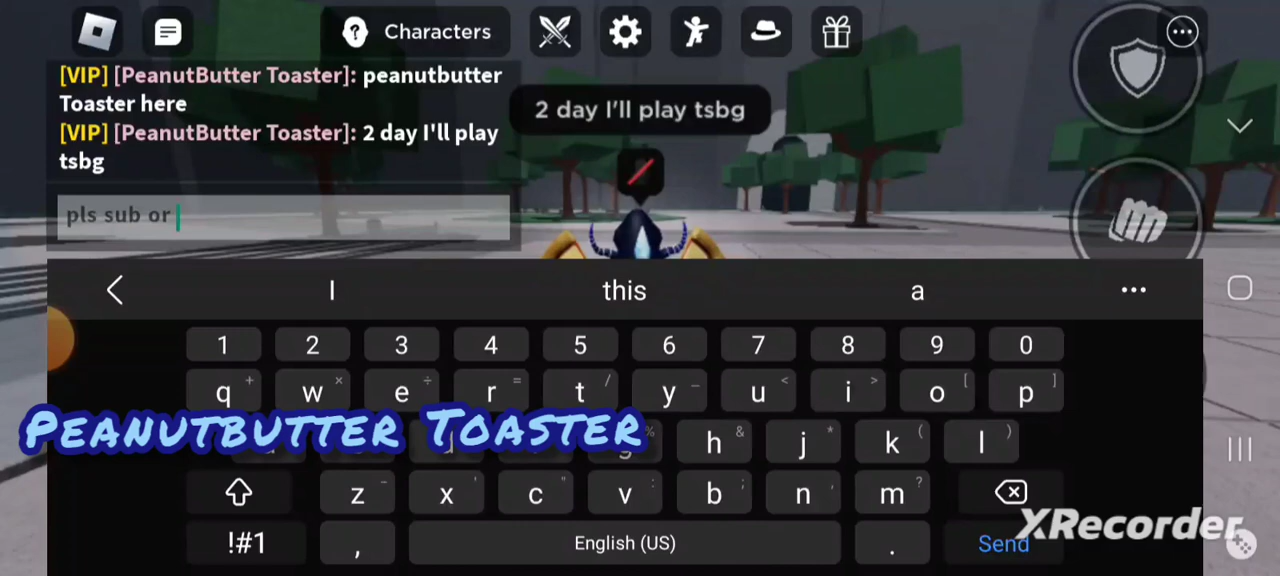 Characters
[VIP] [PeanutButter Toaster]: peanutbutter
Toaster here
[VIP] [PeanutButter Toaster]: 2 day I'll play
tsbg
2 day I'll play tsbg
pls sub or
I this a
1 2 3 4 5 6 7 8 9 0
q w e r t y u i o p
PEANUTBUTTER TOASTER
h j k l
z x c v b n m
!#1 , English (US) . Send
XRecorder